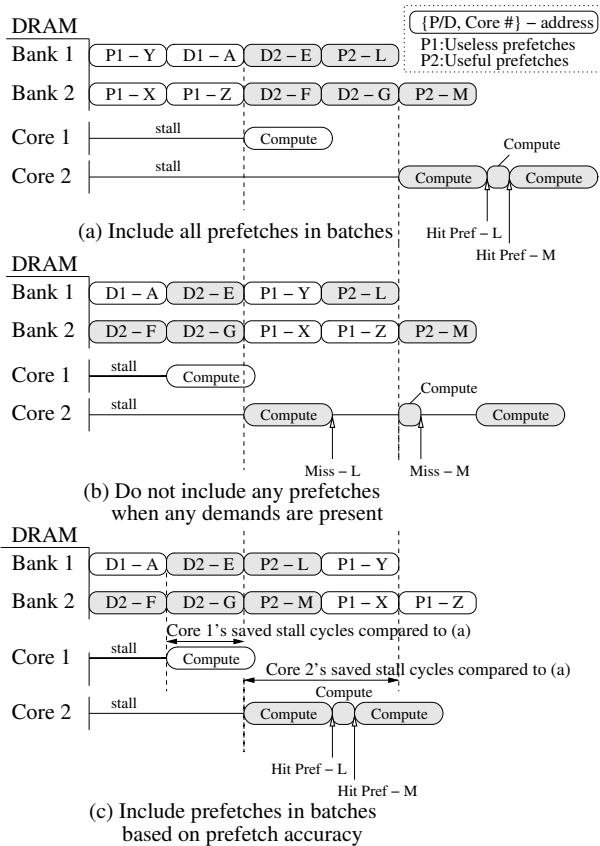 {P/D, Core #} – address
P1:Useless prefetches
P2:Useful prefetches
DRAM
Bank 1 P1 – Y D1 – A D2 – E P2 – L
Bank 2 P1 – X P1 – Z D2 – F D2 – G P2 – M
Core 1 stall Compute
Compute
Core 2 stall Compute Compute
Hit Pref – L
Hit Pref – M
(a) Include all prefetches in batches
DRAM
Bank 1 D1 – A D2 – E P1 – Y P2 – L
Bank 2 D2 – F D2 – G P1 – X P1 – Z P2 – M
Core 1 stall Compute
Compute
Core 2 stall Compute Compute
Miss – L Miss – M
(b) Do not include any prefetches
when any demands are present
DRAM
Bank 1 D1 – A D2 – E P2 – L P1 – Y
Bank 2 D2 – F D2 – G P2 – M P1 – X P1 – Z
Core 1's saved stall cycles compared to (a)
Core 1 stall Compute
Core 2's saved stall cycles compared to (a)
Compute
Core 2 stall Compute Compute
Hit Pref – L
Hit Pref – M
(c) Include prefetches in batches
based on prefetch accuracy